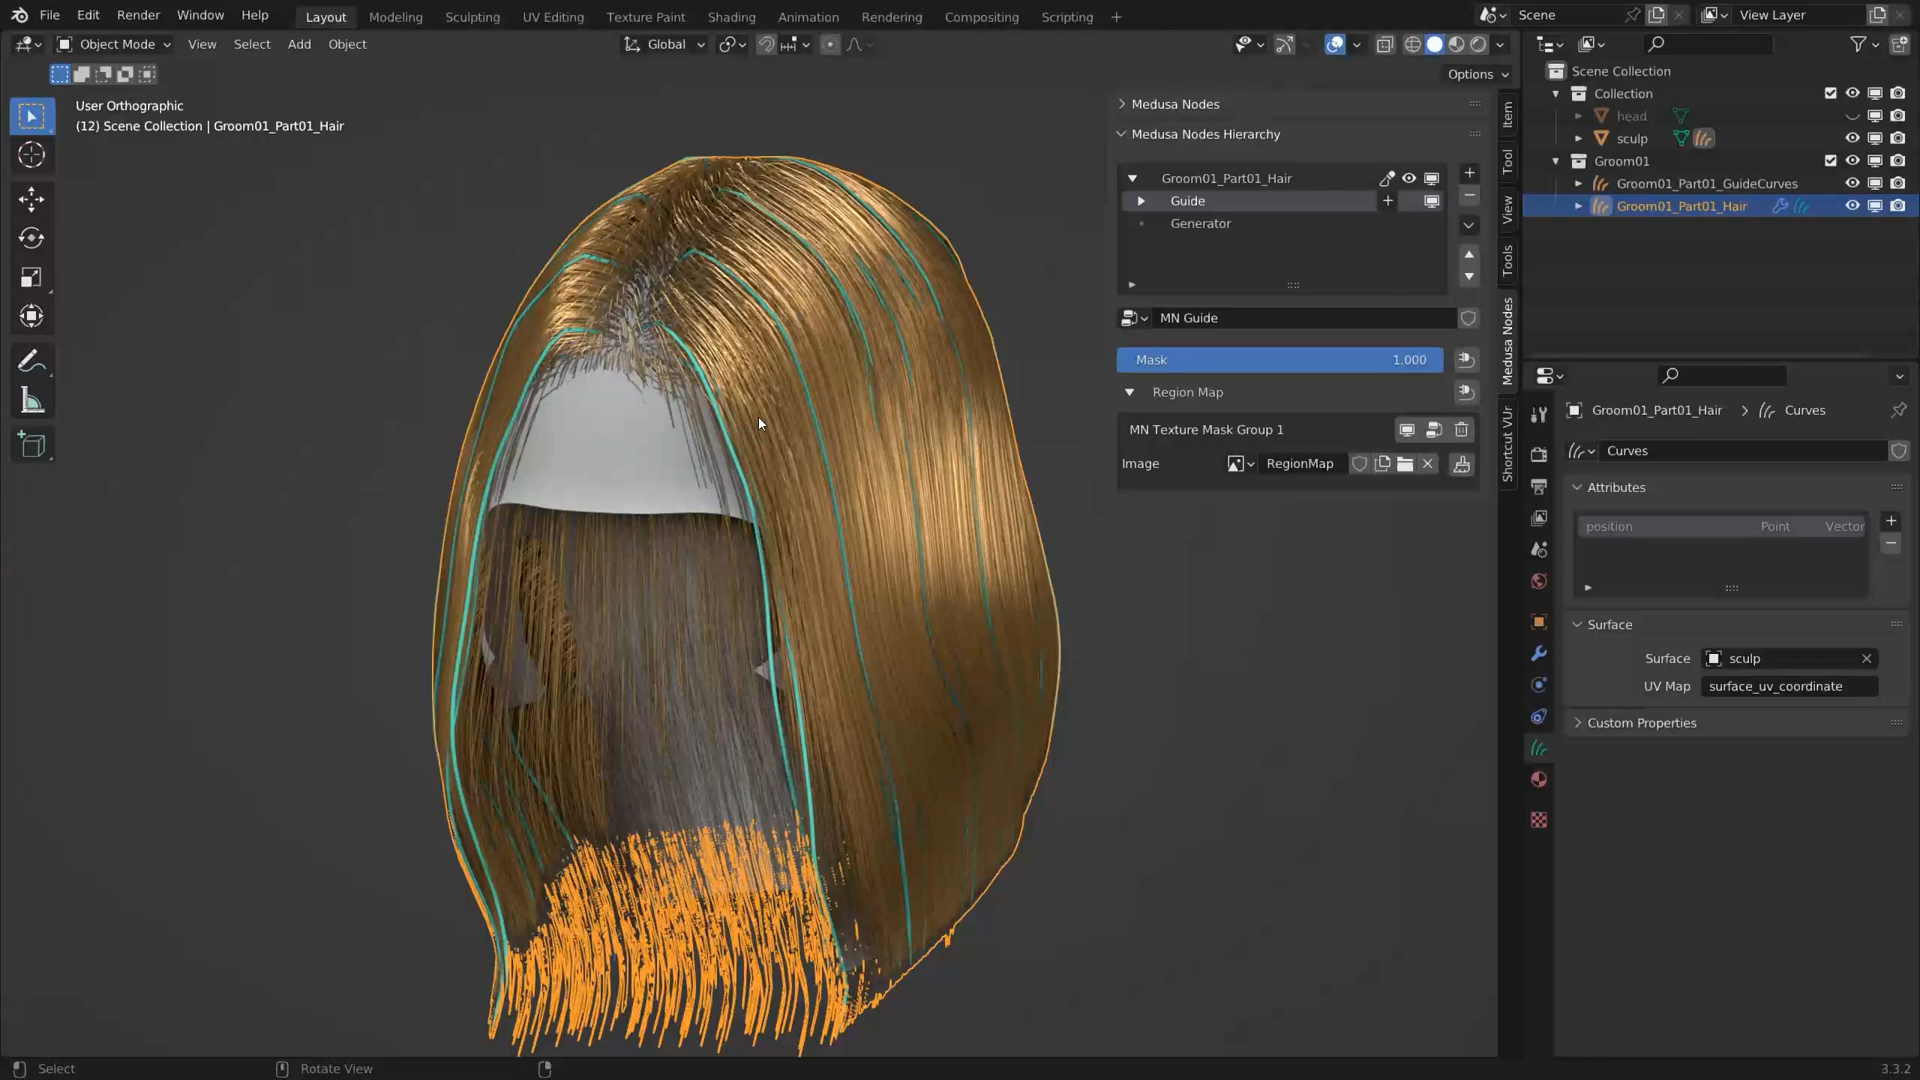 File Edit Render Window Help Layout Modeling Sculpting UV Editing Texture Paint Shading Animation Rendering Compositing Scripting + Scene View Layer
Object Mode View Select Add Object Global
Options
User Orthographic
(12) Scene Collection | Groom01_Part01_Hair
Medusa Nodes
Medusa Nodes Hierarchy
Groom01_Part01_Hair
Guide
Generator
MN Guide
Mask 1.000
Region Map
MN Texture Mask Group 1
Image RegionMap
Item
Tool
View
Tools
Medusa Nodes
Shortcut VUr
Scene Collection
Collection
head
sculp
Groom01
Groom01_Part01_GuideCurves
Groom01_Part01_Hair
Groom01_Part01_Hair > Curves
Curves
Attributes
position Point Vector
Surface
Surface sculp
UV Map surface_uv_coordinate
Custom Properties
Select Rotate View 3.3.2